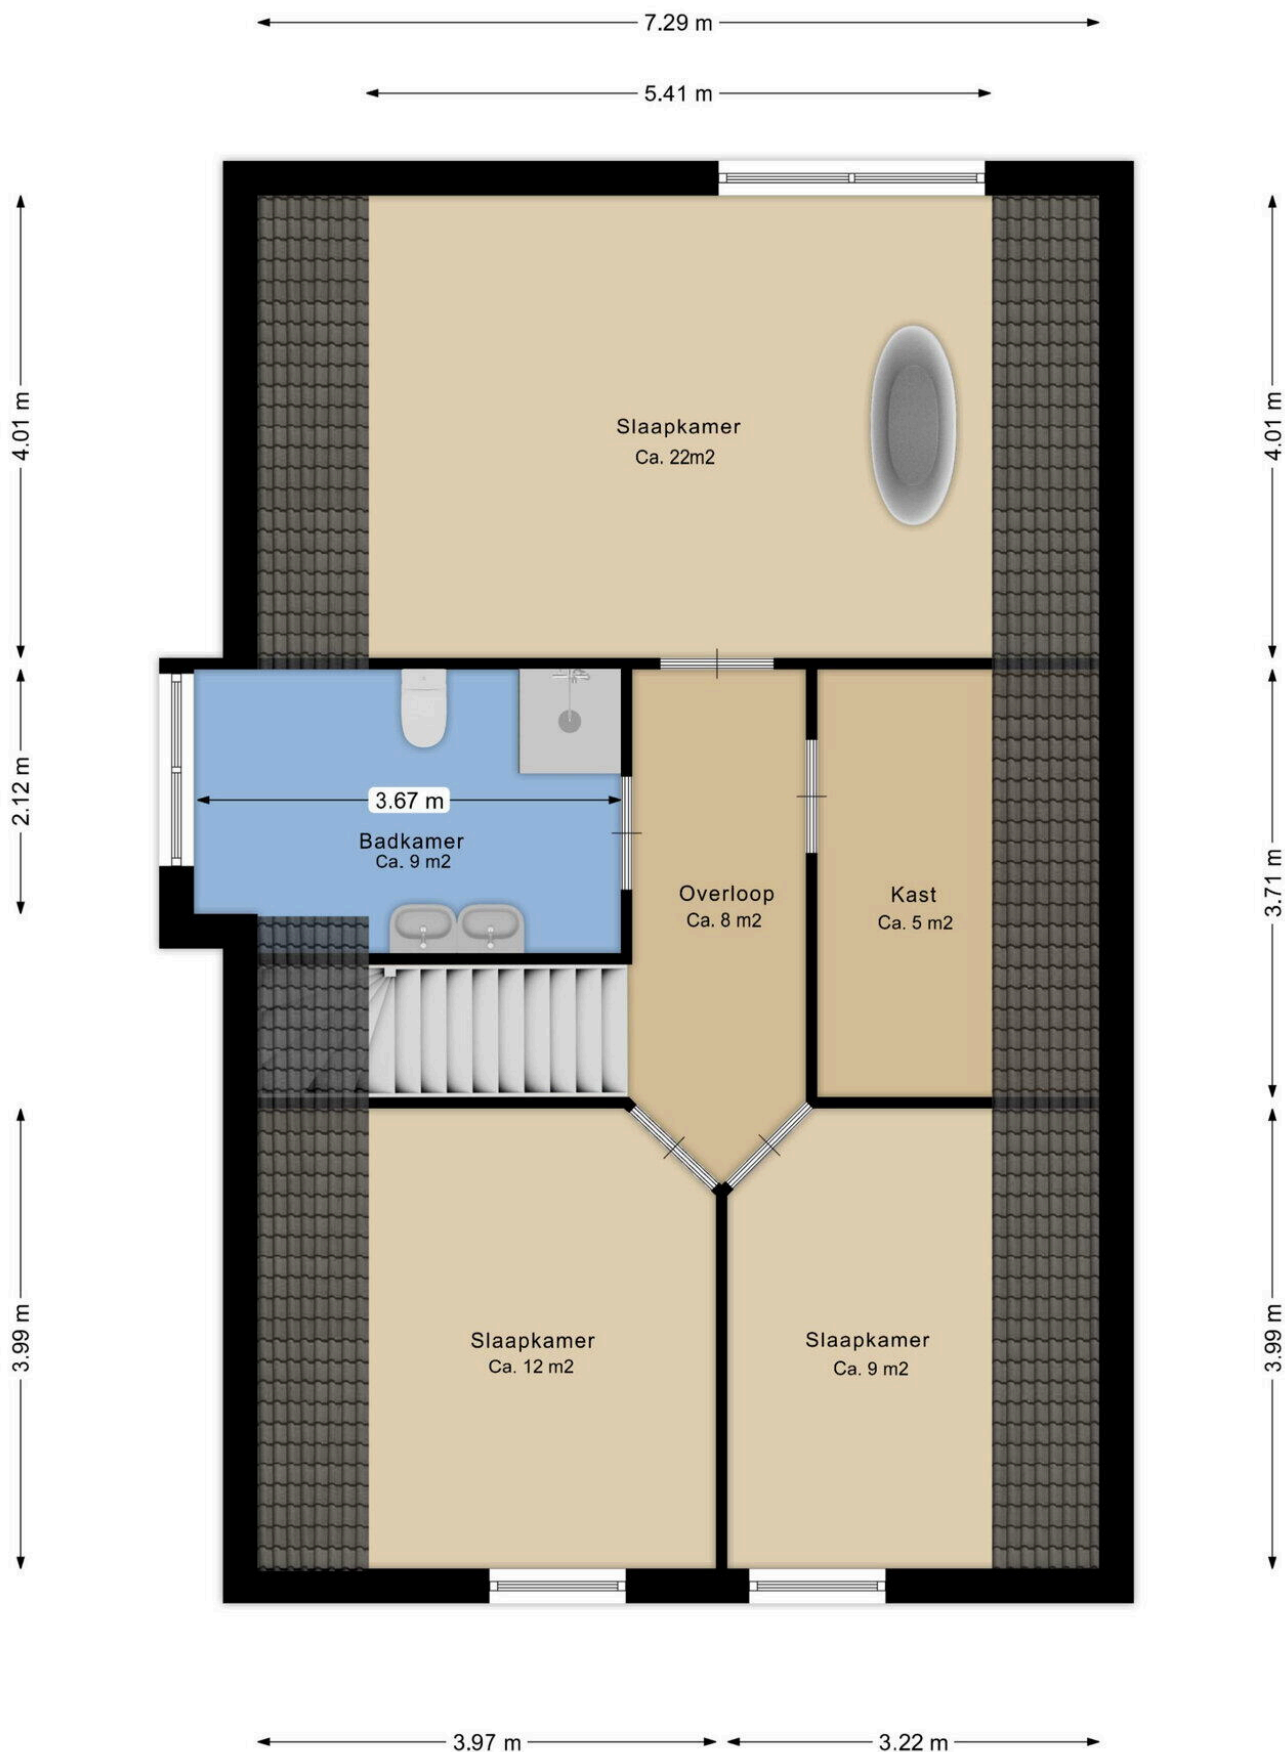 7.29 m
5.41 m
4.01 m
4.01 m
Slaapkamer
Ca. 22m2
2.12 m
3.67 m
Badkamer
Ca. 9 m2
Overloop
Ca. 8 m2
Kast
Ca. 5 m2
3.71 m
3.99 m
3.99 m
Slaapkamer
Ca. 12 m2
Slaapkamer
Ca. 9 m2
3.97 m
3.22 m